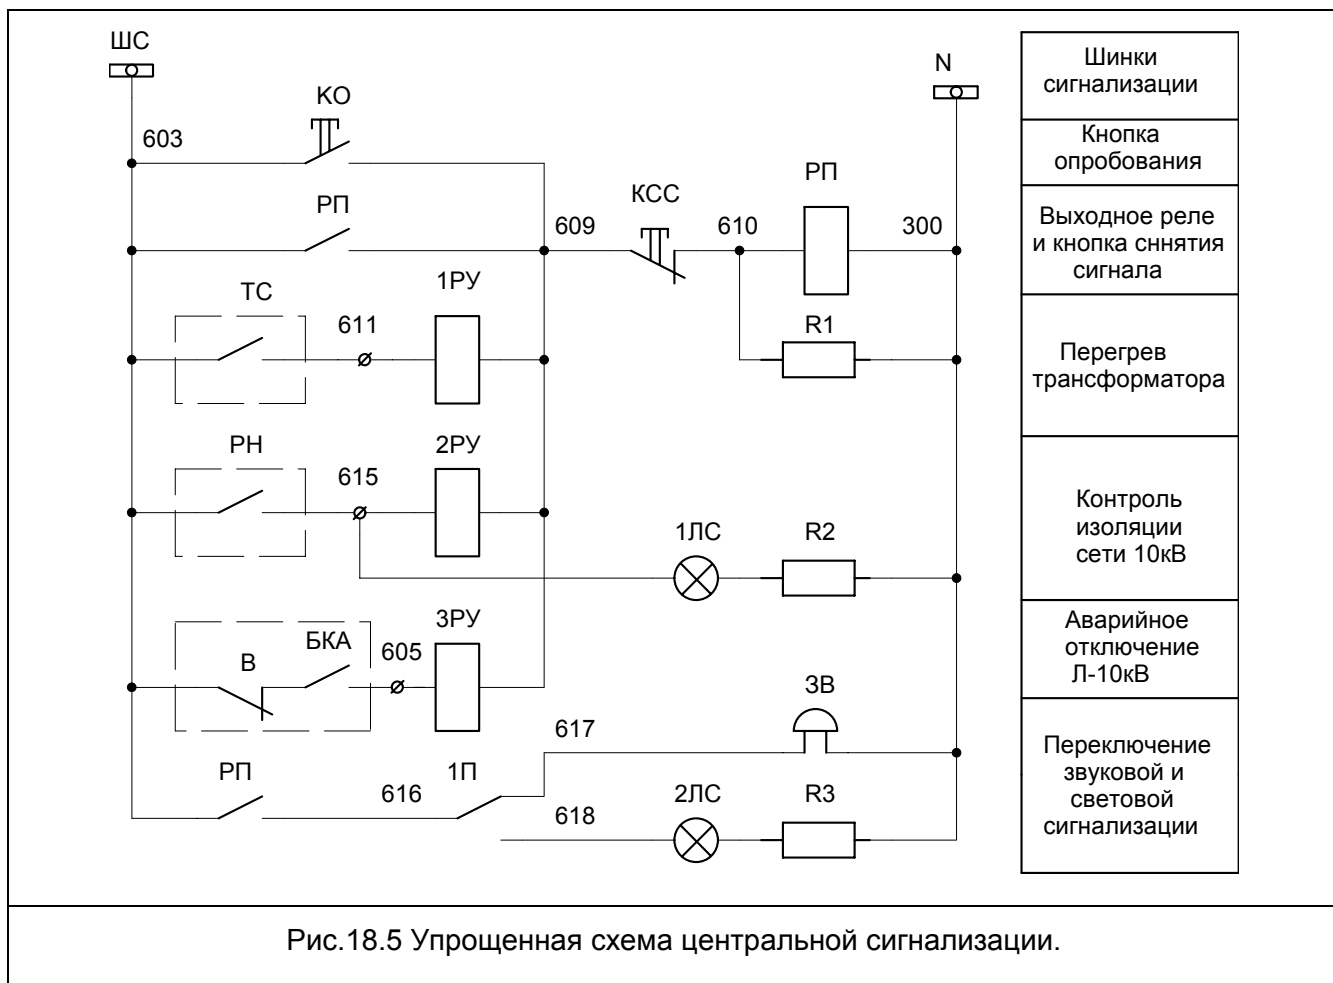 ШС
N
КО
603
РП
КСС
РП
609
610
300
ТС
611
1РУ
R1
РН
615
2РУ
1ЛС
R2
В
БКА
605
3РУ
ЗВ
617
РП
616
1П
618
2ЛС
R3
Шинки
сигнализации
Кнопка
опробования
Выходное реле
и кнопка сннятия
сигнала
Перегрев
трансформатора
Контроль
изоляции
сети 10кВ
Аварийное
отключение
Л-10кВ
Переключение
звуковой и
световой
сигнализации
Рис.18.5 Упрощенная схема центральной сигнализации.